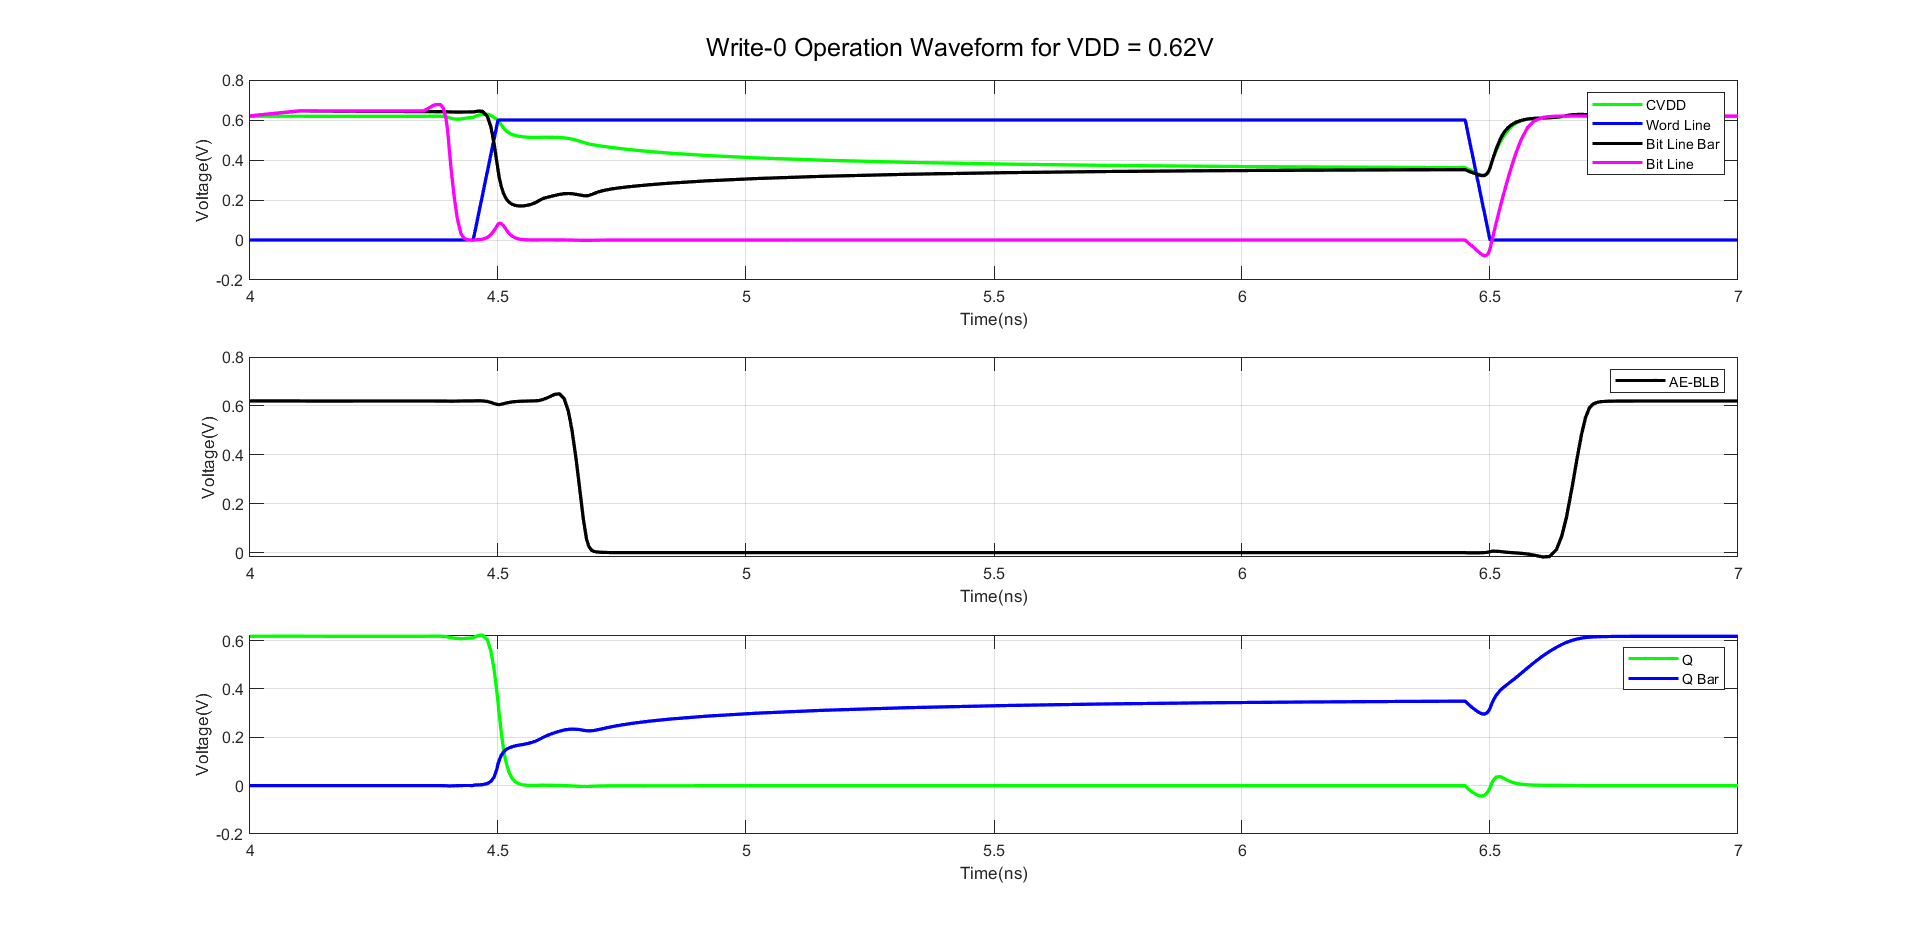 Write-0 Operation Waveform for VDD = 0.62V
0.8
0.6
0.4
0.2
0
-0.2
Voltage(V)
CVDD
Word Line
Bit Line Bar
Bit Line
4 4.5 5 5.5 6 6.5 7
Time(ns)
0.8
0.6
0.4
0.2
0
Voltage(V)
AE-BLB
4 4.5 5 5.5 6 6.5 7
Time(ns)
0.6
0.4
0.2
0
-0.2
Voltage(V)
Q
Q Bar
4 4.5 5 5.5 6 6.5 7
Time(ns)